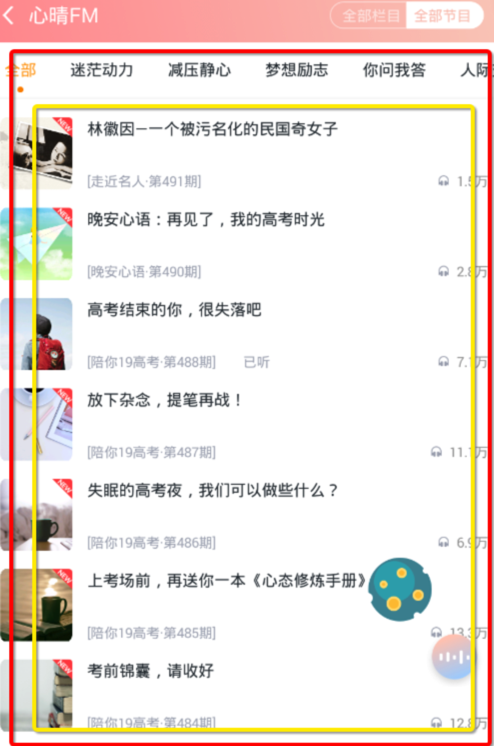 心晴FM
全部栏目 全部节目
全部 迷茫动力 减压静心 梦想励志 你问我答 人际
NEW
林徽因—一个被污名化的民国奇女子
[走近名人·第491期] 1.5万
NEW
晚安心语：再见了，我的高考时光
[晚安心语·第490期] 2.8万
高考结束的你，很失落吧
[陪你19高考·第488期] 已听 7.1万
NEW
放下杂念，提笔再战！
[陪你19高考·第487期] 11.1万
NEW
失眠的高考夜，我们可以做些什么？
[陪你19高考·第486期] 6.9万
NEW
上考场前，再送你一本《心态修炼手册》
[陪你19高考·第485期] 13.3万
NEW
考前锦囊，请收好
[陪你19高考·第484期] 12.8万